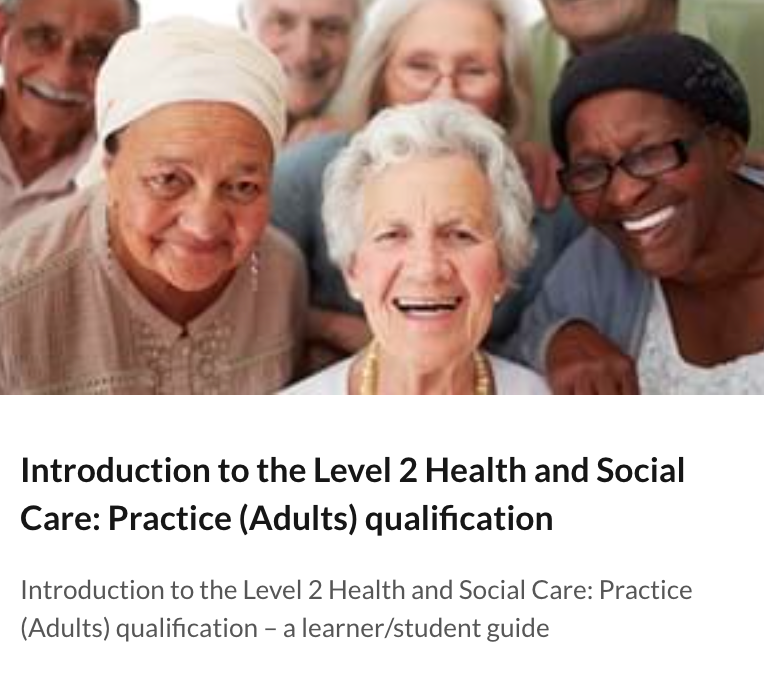 Introduction to the Level 2 Health and Social
Care: Practice (Adults) qualification
Introduction to the Level 2 Health and Social Care: Practice
(Adults) qualification – a learner/student guide